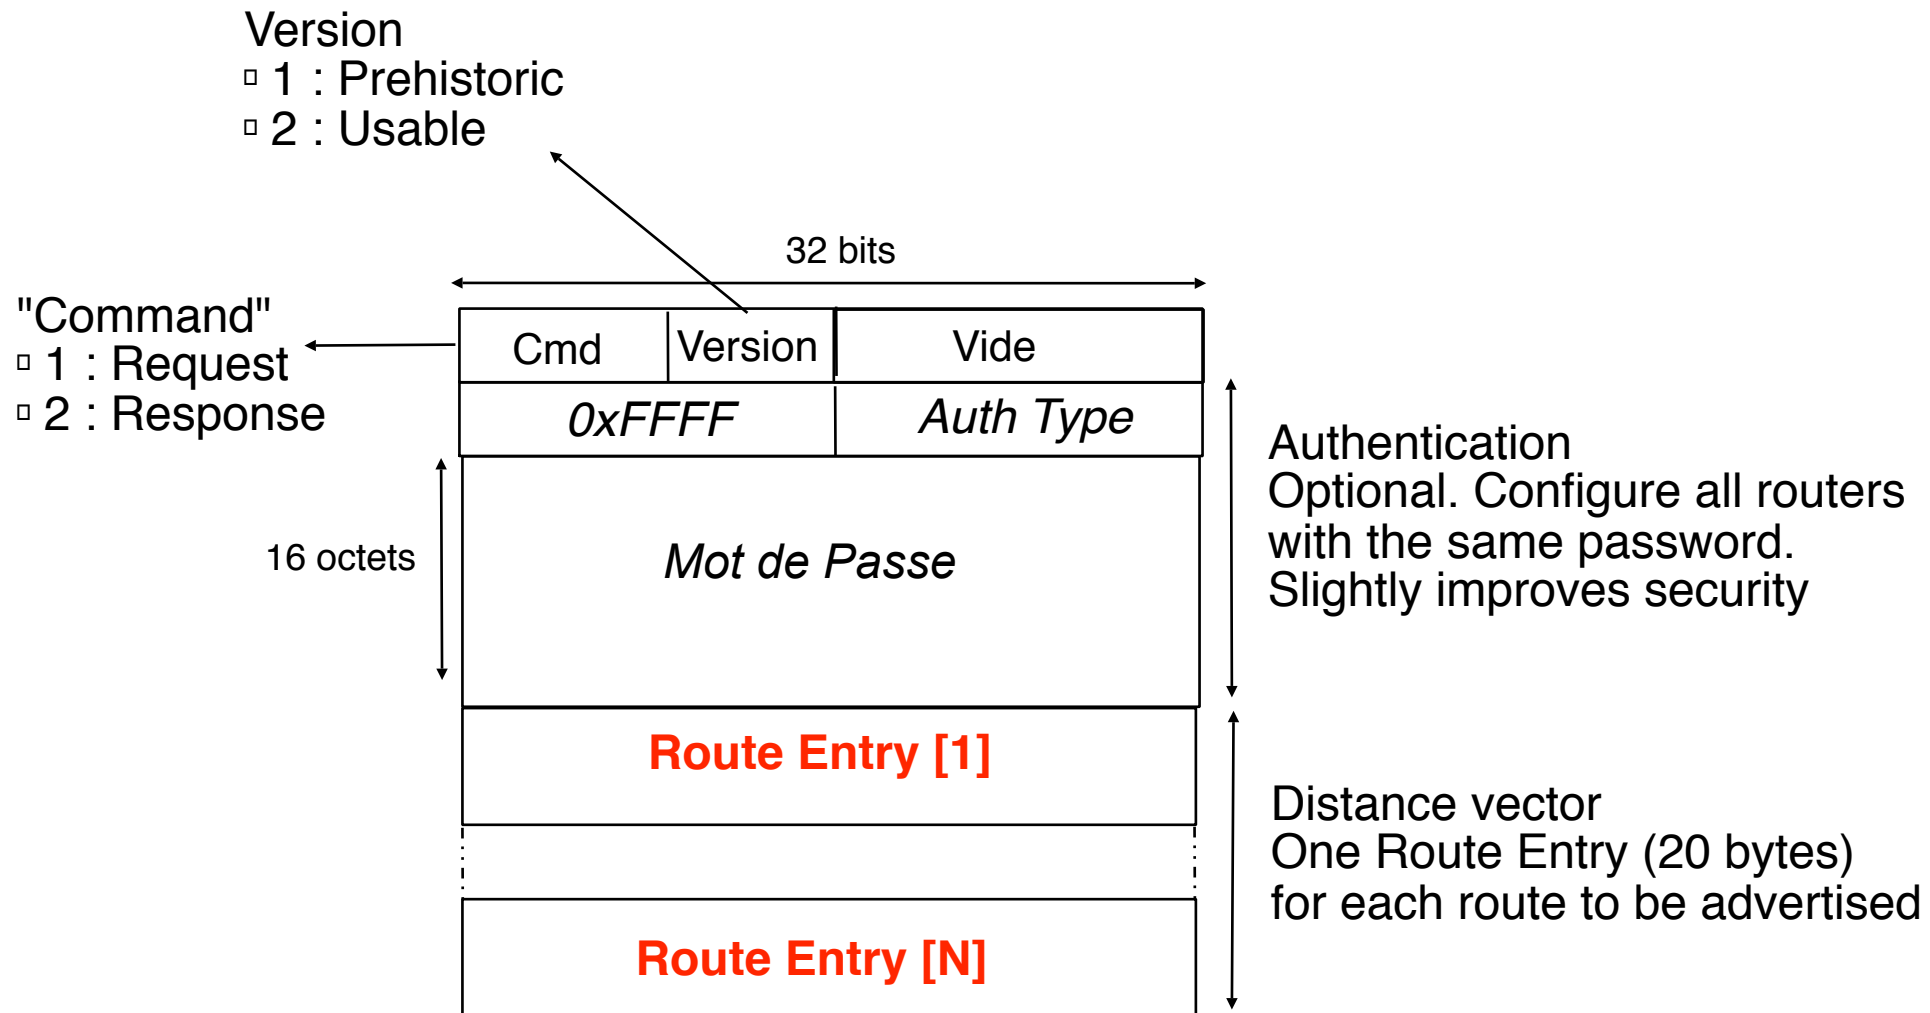 Version
▫ 1 : Prehistoric
▫ 2 : Usable
32 bits
"Command"
▫ 1 : Request
▫ 2 : Response
Cmd
Version
Vide
0xFFFF
Auth Type
16 octets
Mot de Passe
Authentication
Optional. Configure all routers
with the same password.
Slightly improves security
Route Entry [1]
Distance vector
One Route Entry (20 bytes)
for each route to be advertised
Route Entry [N]